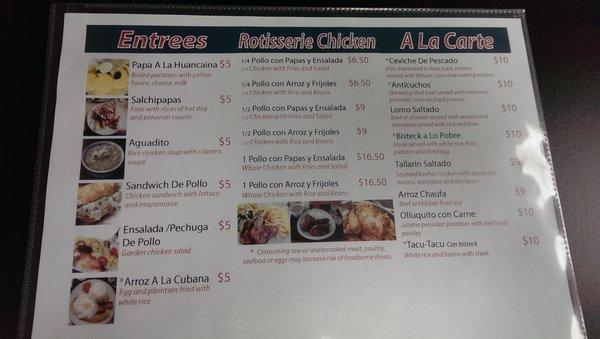 Entrees
Papa A La Huancaina $5
Boiled potatoes with yellow
Sauce, cheese, milk
Salchipapas $5
Fries with slices of hot dog
and peruvian sauces
Aguadito $5
Rice chicken soup with cilantro
sauce
Sandwich De Pollo $5
Chicken sandwich with lettuce
and mayonnaise
Ensalada /Pechuga $5
De Pollo
Garden chicken salad
*Arroz A La Cubana $5
Egg and plaintain fried with
white rice
Rotisserie Chicken
1/4 Pollo con Papas y Ensalada $6.50
1/4 Chicken with Fries and Salad
1/4 Pollo con Arroz y Frijoles $6.50
1/4 Chicken with Rice and Beans
1/2 Pollo con Papas y Ensalada $9
1/2 Chicken with Fries and Salad
1/2 Pollo con Arroz y Frijoles $9
1/2 Chicken with Rice and Beans
1 Pollo con Papas y Ensalada $16.50
Whole Chicken with Fries and Salad
1 Pollo con Arroz y Frijoles $16.50
Whole Chicken with Rice and Beans
* Consuming raw or undercooked meat, poultry,
seafood or eggs may increase risk of foodborne illness.
A La Carte
*Ceviche De Pescado $10
Fish marinated in lime juice, onions,
served with lettuce, corn and sweet potatoes
*Anticuchos $10
Skewed grilled beef served with steamed
potatoes, corn and spicy sauce
Lomo Saltado $10
Beef or chicken sauted with onions and
tomatoes served with rice and fries
*Bisteck a Lo Pobre $10
Steak served with white rice, fries,
platains and fried egg
Tallarin Saltado $9
Sauteed beef or chicken with spaghetti
onions, tomatoes and soy sauce
Arroz Chaufa $9
Beef or chicken fried rice
Olluquito con Carne $10
Juliane peruvian potatoes with beef and
parsley
*Tacu-Tacu Con bisteck $10
White rice and beans with steak